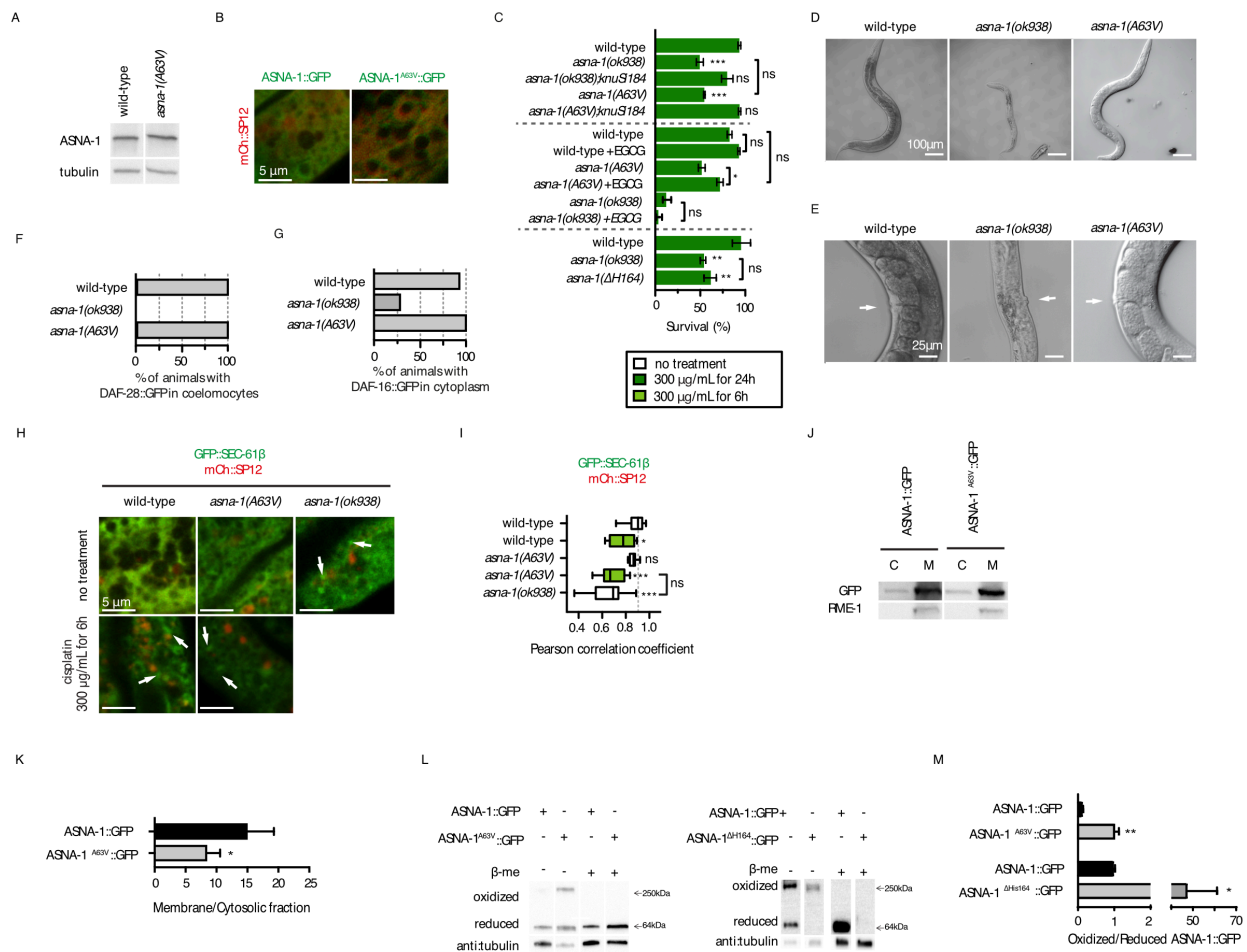 A
wild-type
asna-1(A63V)
ASNA-1
tubulin
B
ASNA-1::GFP
ASNA-1A63V::GFP
mCh::SP12
5 µm
C
wild-type
asna-1(ok938)
***
asna-1(ok938);knuSi184
ns
ns
asna-1(A63V)
***
asna-1(A63V);knuSi184
ns
wild-type
wild-type +EGCG
ns
ns
asna-1(A63V)
asna-1(A63V) +EGCG
*
asna-1(ok938)
asna-1(ok938) +EGCG
ns
wild-type
asna-1(ok938)
**
asna-1(ΔH164)
**
ns
0 50 100
Survival (%)
no treatment
300 µg/mL for 24h
300 µg/mL for 6h
D
wild-type
asna-1(ok938)
asna-1(A63V)
100µm
E
wild-type
asna-1(ok938)
asna-1(A63V)
25µm
F
wild-type
asna-1(ok938)
asna-1(A63V)
0 50 100
% of animals with
DAF-28::GFP in coelomocytes
G
wild-type
asna-1(ok938)
asna-1(A63V)
0 50 100
% of animals with
DAF-16::GFP in cytoplasm
H
GFP::SEC-61β
mCh::SP12
wild-type
asna-1(A63V)
asna-1(ok938)
no treatment
5 µm
cisplatin
300 µg/mL for 6h
I
GFP::SEC-61β
mCh::SP12
wild-type
wild-type
*
asna-1(A63V)
ns
asna-1(A63V)
***
asna-1(ok938)
***
ns
0.4 0.6 0.8 1.0
Pearson correlation coefficient
J
ASNA-1::GFP
ASNA-1 A63V::GFP
C M C M
GFP
RME-1
K
ASNA-1::GFP
ASNA-1 A63V::GFP
*
0 5 10 15 20 25
Membrane/Cytosolic fraction
L
ASNA-1::GFP + - + -
ASNA-1A63V::GFP - + - +
β-me - - + +
oxidized
←250kDa
reduced
←64kDa
anti:tubulin
ASNA-1::GFP + - + -
ASNA-1ΔH164::GFP - + - +
β-me - - + +
oxidized
←250kDa
reduced
←64kDa
anti:tubulin
M
ASNA-1::GFP
ASNA-1 A63V::GFP
**
ASNA-1::GFP
ASNA-1 ΔHis164::GFP
*
0 1 2 50 70
Oxidized/Reduced ASNA-1::GFP